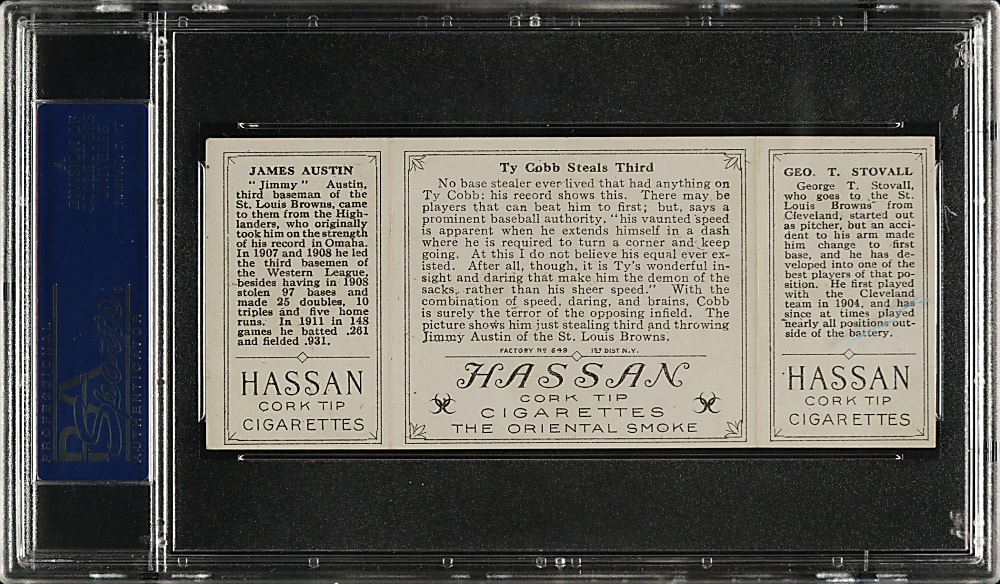 A
DIVISION OF
COLLECTORS
UNIVERSE
NASDAQ: CLCT
PROFESSIONAL
PSA
Sports
AUTHENTICATOR
JAMES AUSTIN
"Jimmy" Austin,
third baseman of the
St. Louis Browns, came
to them from the High-
landers, who originally
took him on the strength
of his record in Omaha.
In 1907 and 1908 he led
the third basemen of
the Western League,
besides having in 1908
stolen 97 bases and
made 25 doubles, 10
triples and five home
runs. In 1911 in 148
games he batted .261
and fielded .931.
HASSAN
CORK TIP
CIGARETTES
Ty Cobb Steals Third
No base stealer ever lived that had anything on
Ty Cobb; his record shows this. There may be
players that can beat him to first; but, says a
prominent baseball authority, "his vaunted speed
is apparent when he extends himself in a dash
where he is required to turn a corner and keep
going. At this I do not believe his equal ever ex-
isted. After all, though, it is Ty's wonderful in-
sight and daring that make him the demon of the
sacks, rather than his sheer speed." With the
combination of speed, daring, and brains, Cobb
is surely the terror of the opposing infield. The
picture shows him just stealing third and throwing
Jimmy Austin of the St. Louis Browns.
FACTORY Nº 649 1ST DIST N.Y.
HASSAN
CORK TIP
CIGARETTES
THE ORIENTAL SMOKE
GEO. T. STOVALL
George T. Stovall,
who goes to the St.
Louis Browns from
Cleveland, started out
as pitcher, but an acci-
dent to his arm made
him change to first
base, and he has de-
veloped into one of the
best players of that po-
sition. He first played
with the Cleveland
team in 1904, and has
since at times played
nearly all positions out-
side of the battery.
HASSAN
CORK TIP
CIGARETTES